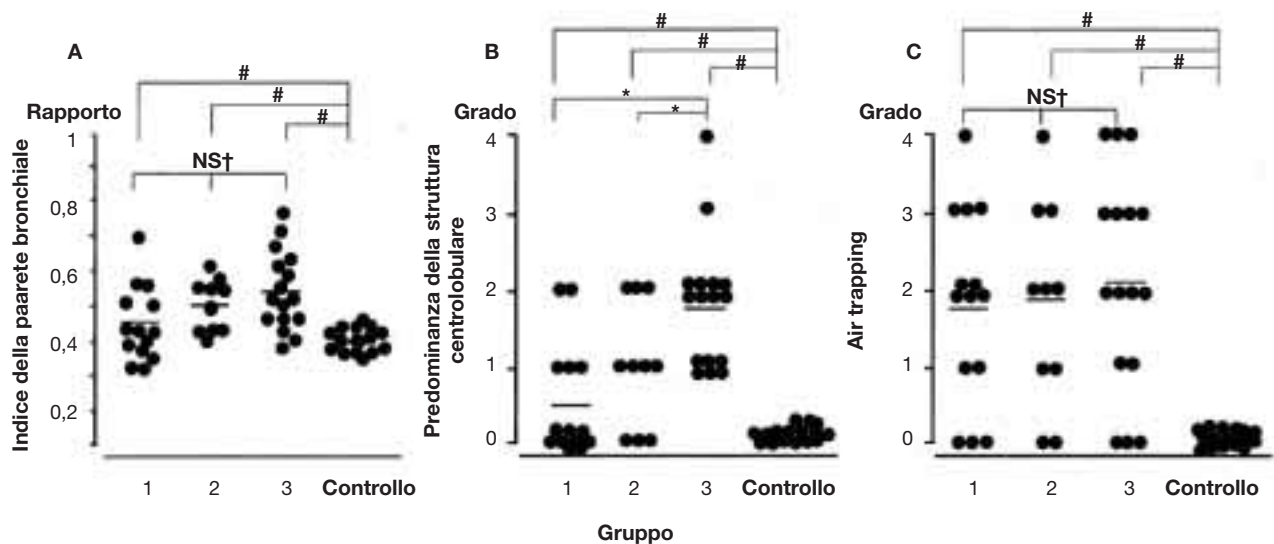 A
#
#
#
Rapporto
1
NS†
0,8
0,6
0,4
0,2
Indice della paarete bronchiale
1 2 3 Controllo
B
#
#
#
*
*
Grado
4
3
2
1
0
Predominanza della struttura
centrolobulare
1 2 3 Controllo
C
#
#
#
Grado
NS†
4
3
2
1
0
Air trapping
1 2 3 Controllo
Gruppo